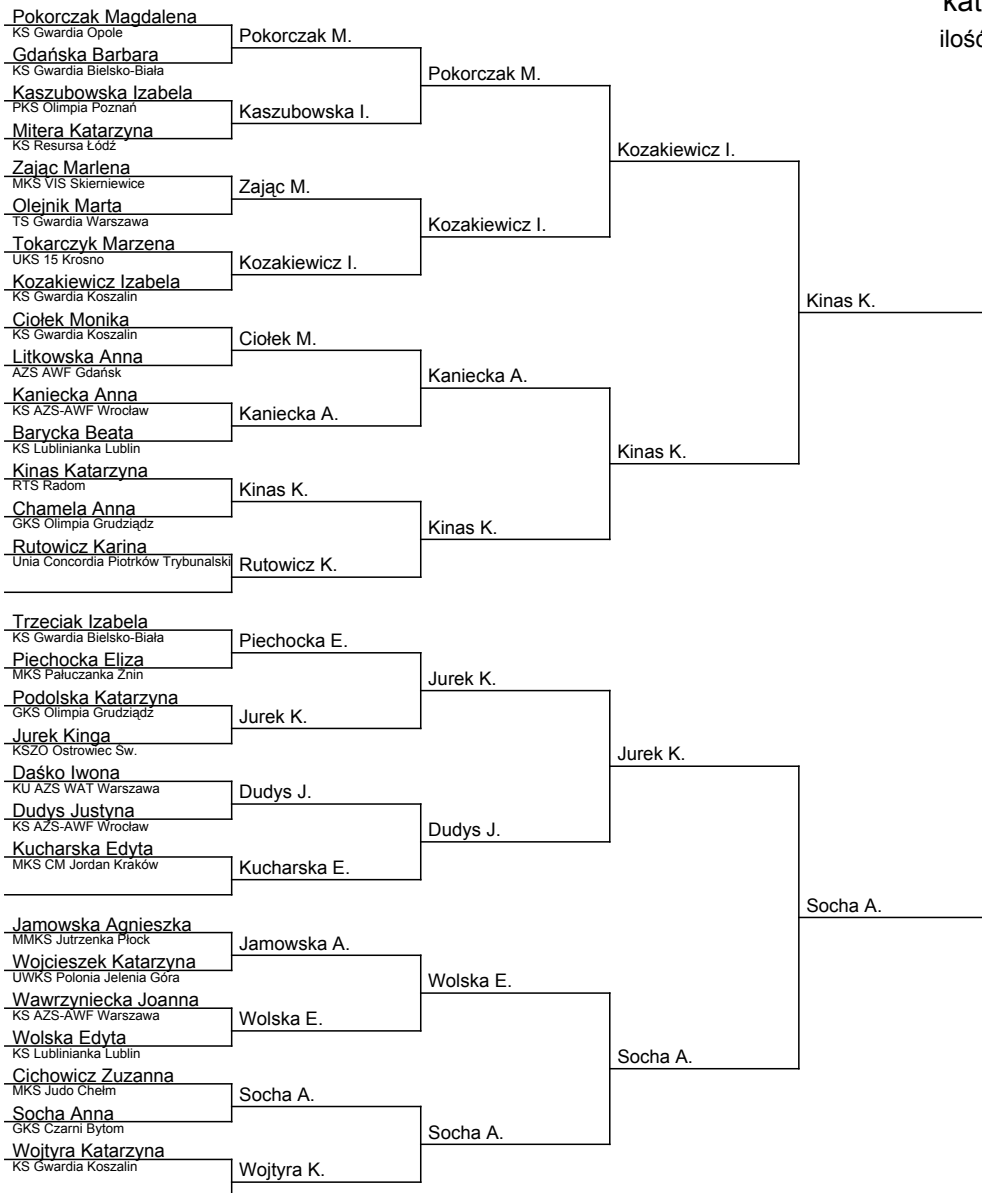 Pokorczak Magdalena
KS Gwardia Opole
Gdańska Barbara
KS Gwardia Bielsko-Biała
Kaszubowska Izabela
PKS Olimpia Poznań
Mitera Katarzyna
KS Resursa Łódź
Zając Marlena
MKS VIS Skierniewice
Olejnik Marta
TS Gwardia Warszawa
Tokarczyk Marzena
UKS 15 Krosno
Kozakiewicz Izabela
KS Gwardia Koszalin
Ciołek Monika
KS Gwardia Koszalin
Litkowska Anna
AZS AWF Gdańsk
Kaniecka Anna
KS AZS-AWF Wrocław
Barycka Beata
KS Lublinianka Lublin
Kinas Katarzyna
RTS Radom
Chamela Anna
GKS Olimpia Grudziądz
Rutowicz Karina
Unia Concordia Piotrków Trybunalski
Trzeciak Izabela
KS Gwardia Bielsko-Biała
Piechocka Eliza
MKS Pałuczanka Żnin
Podolska Katarzyna
GKS Olimpia Grudziądz
Jurek Kinga
KSZO Ostrowiec Św.
Daśko Iwona
KU AZS WAT Warszawa
Dudys Justyna
KS AZS-AWF Wrocław
Kucharska Edyta
MKS CM Jordan Kraków
Jamowska Agnieszka
MMKS Jutrzenka Płock
Wojcieszek Katarzyna
UWKS Polonia Jelenia Góra
Wawrzyniecka Joanna
KS AZS-AWF Warszawa
Wolska Edyta
KS Lublinianka Lublin
Cichowicz Zuzanna
MKS Judo Chełm
Socha Anna
GKS Czarni Bytom
Wojtyra Katarzyna
KS Gwardia Koszalin
Pokorczak M.
Kaszubowska I.
Zając M.
Kozakiewicz I.
Ciołek M.
Kaniecka A.
Kinas K.
Rutowicz K.
Piechocka E.
Jurek K.
Dudys J.
Kucharska E.
Jamowska A.
Wolska E.
Socha A.
Wojtyra K.
Pokorczak M.
Kozakiewicz I.
Kaniecka A.
Kinas K.
Jurek K.
Dudys J.
Wolska E.
Socha A.
Kozakiewicz I.
Kinas K.
Jurek K.
Socha A.
Kinas K.
Socha A.